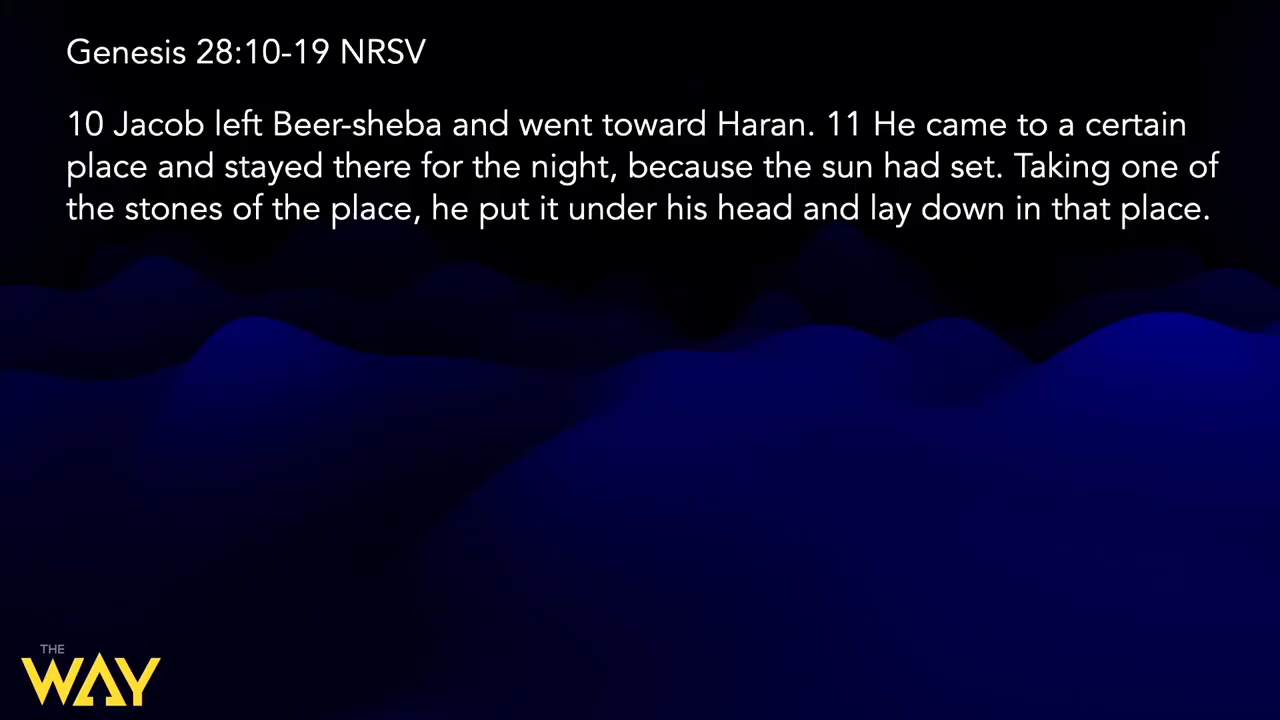 Genesis 28:10-19 NRSV
10 Jacob left Beer-sheba and went toward Haran. 11 He came to a certain
place and stayed there for the night, because the sun had set. Taking one of
the stones of the place, he put it under his head and lay down in that place.
THE
WAY